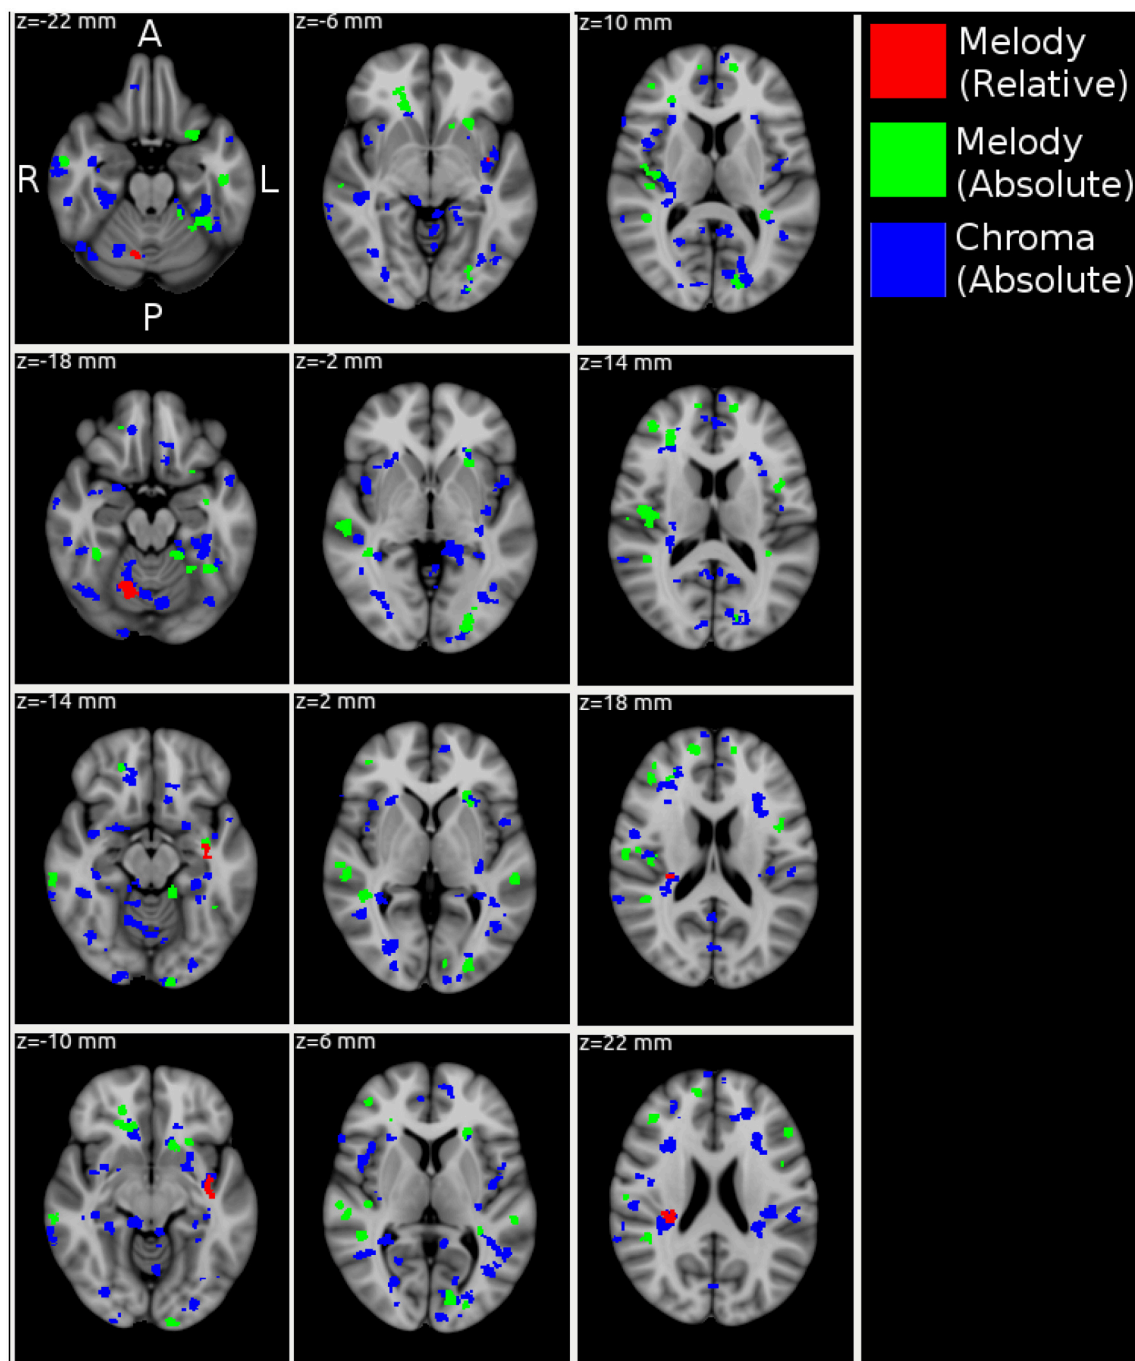 z=-22 mm
A
R
L
P
z=-6 mm
z=10 mm
Melody
(Relative)
Melody
(Absolute)
Chroma
(Absolute)
z=-18 mm
z=-2 mm
z=14 mm
z=-14 mm
z=2 mm
z=18 mm
z=-10 mm
z=6 mm
z=22 mm